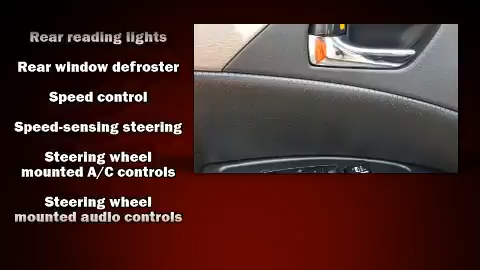 Rear reading lights
Rear window defroster
Speed control
Speed-sensing steering
Steering wheel
mounted A/C controls
Steering wheel
mounted audio controls